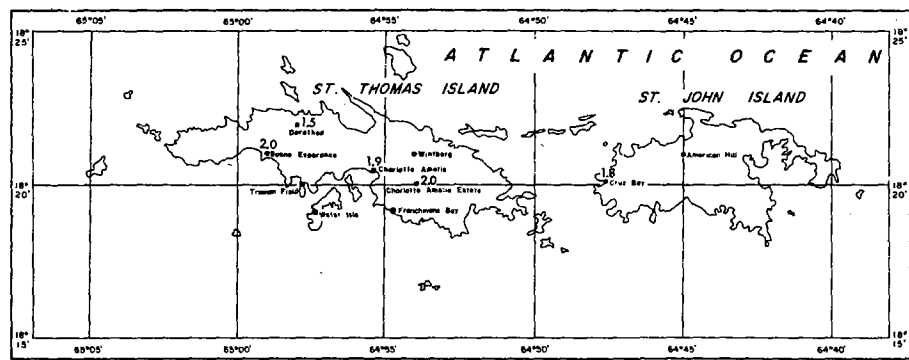 65°05' 65°00' 64°55' 64°50' 64°45' 64°40'
18° 25' 18° 25'
ATLANTIC OCEAN
ST. THOMAS ISLAND
ST. JOHN ISLAND
1.5
Dorothea
2.0
Bonne Esperance
Wintberg
American Hill
1.9
Charlotte Amalie
1.8
Cruz Bay
18° 20' 18° 20'
Truman Field
2.0
Charlotte Amalie Estate
Water Isle
Frenchmans Bay
18° 15' 18° 15'
65°05' 65°00' 64°55' 64°50' 64°45' 64°40'